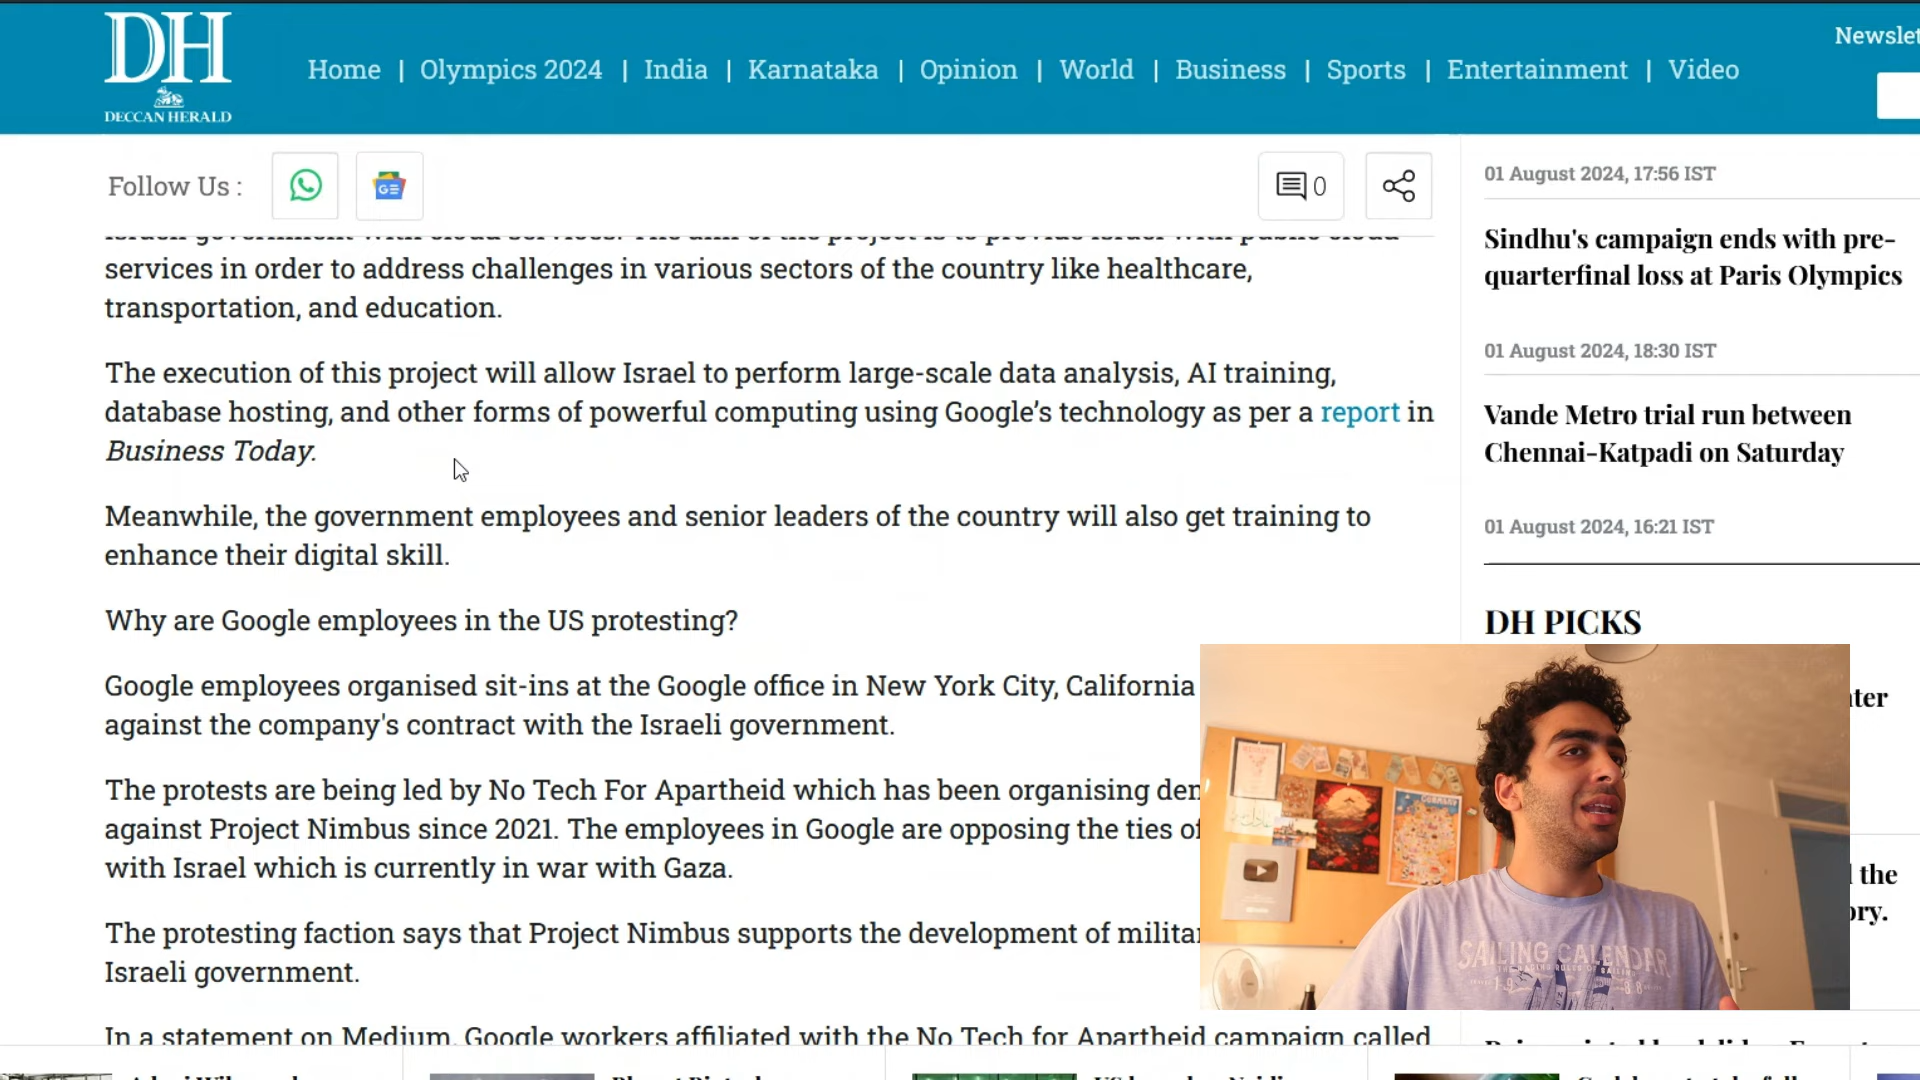 DH
DECCAN HERALD
Home | Olympics 2024 | India | Karnataka | Opinion | World | Business | Sports | Entertainment | Video
Follow Us :
0
services in order to address challenges in various sectors of the country like healthcare,
transportation, and education.
The execution of this project will allow Israel to perform large-scale data analysis, AI training,
database hosting, and other forms of powerful computing using Google's technology as per a report in
Business Today.
Meanwhile, the government employees and senior leaders of the country will also get training to
enhance their digital skill.
Why are Google employees in the US protesting?
Google employees organised sit-ins at the Google office in New York City, California
against the company's contract with the Israeli government.
The protests are being led by No Tech For Apartheid which has been organising
against Project Nimbus since 2021. The employees in Google are opposing the ties
with Israel which is currently in war with Gaza.
The protesting faction says that Project Nimbus supports the development of
Israeli government.
In a statement on Medium, Google workers affiliated with the No Tech for Apartheid campaign called
01 August 2024, 17:56 IST
Sindhu's campaign ends with pre-
quarterfinal loss at Paris Olympics
01 August 2024, 18:30 IST
Vande Metro trial run between
Chennai-Katpadi on Saturday
01 August 2024, 16:21 IST
DH PICKS
the
SAILING CALENDAR
THE RACING RULES OF SAILING
19 88